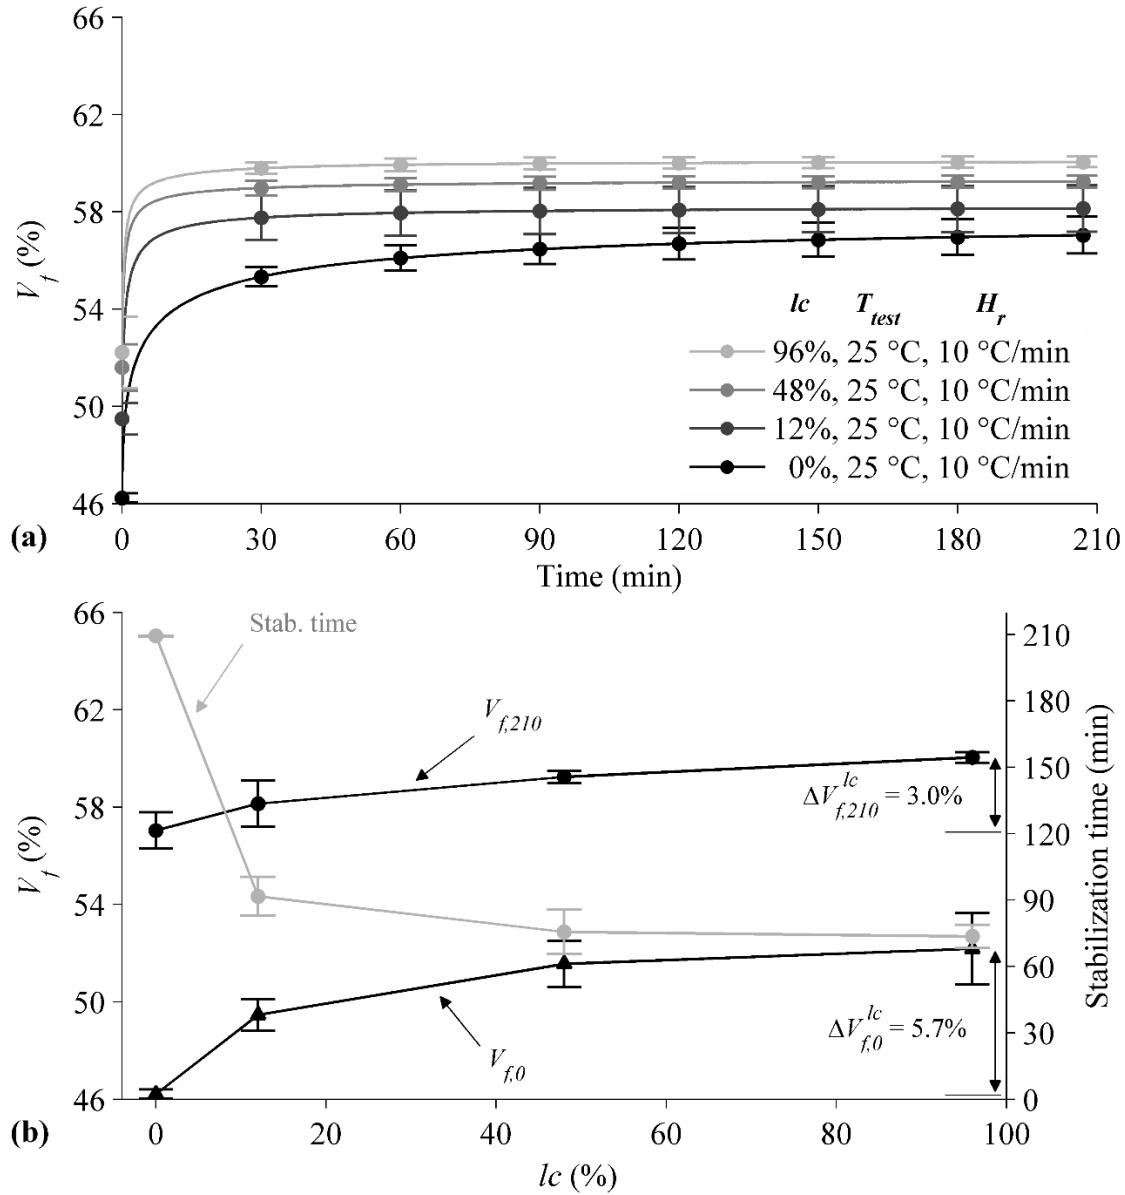 66
62
58
54
50
46
V_f (%)
lc T_test H_r
96%, 25 °C, 10 °C/min
48%, 25 °C, 10 °C/min
12%, 25 °C, 10 °C/min
0%, 25 °C, 10 °C/min
0 30 60 90 120 150 180 210
(a)
Time (min)
66
62
58
54
50
46
V_f (%)
Stab. time
V_f,210
ΔV^lc_f,210 = 3.0%
ΔV^lc_f,0 = 5.7%
V_f,0
210
180
150
120
90
60
30
0
Stabilization time (min)
0 20 40 60 80 100
(b)
lc (%)